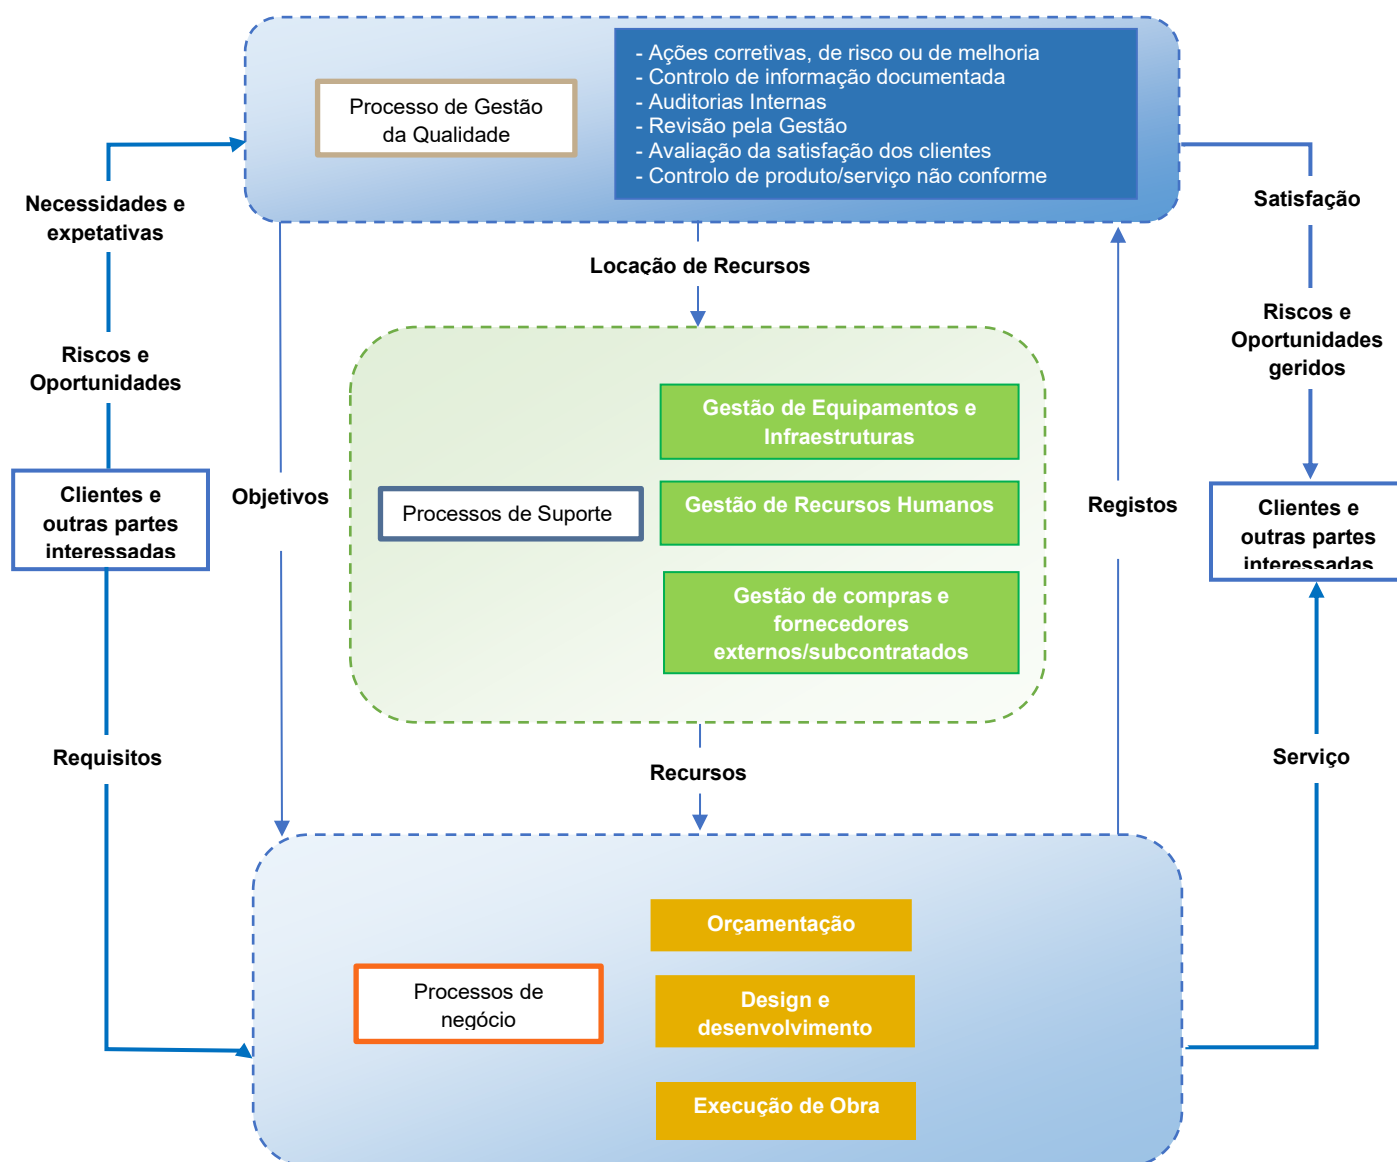 Processo de Gestão
da Qualidade
- Ações corretivas, de risco ou de melhoria
- Controlo de informação documentada
- Auditorias Internas
- Revisão pela Gestão
- Avaliação da satisfação dos clientes
- Controlo de produto/serviço não conforme
Necessidades e
expetativas
Satisfação
Locação de Recursos
Riscos e
Oportunidades
Riscos e
Oportunidades
geridos
Gestão de Equipamentos e
Infraestruturas
Clientes e
outras partes
interessadas
Objetivos
Processos de Suporte
Gestão de Recursos Humanos
Registos
Clientes e
outras partes
interessadas
Gestão de compras e
fornecedores
externos/subcontratados
Requisitos
Recursos
Serviço
Orçamentação
Processos de
negócio
Design e
desenvolvimento
Execução de Obra